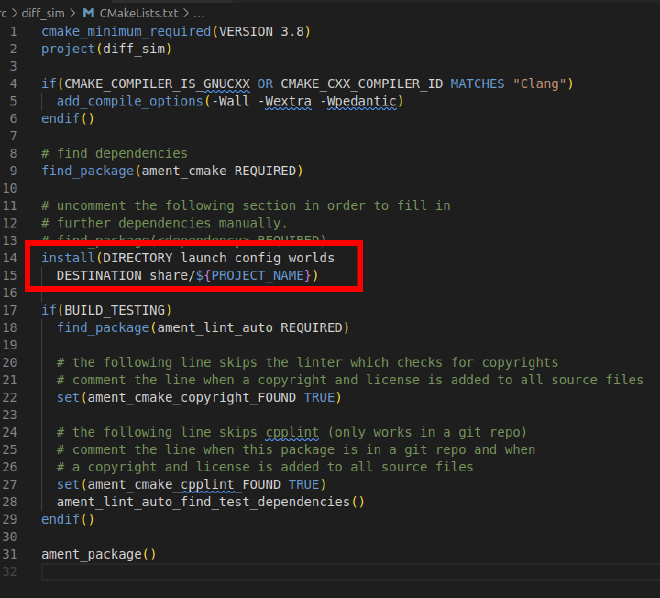 rc > diff_sim > M CMakeLists.txt > ...
1 cmake_minimum_required(VERSION 3.8)
2 project(diff_sim)
3
4 if(CMAKE_COMPILER_IS_GNUCXX OR CMAKE_CXX_COMPILER_ID MATCHES "Clang")
5 add_compile_options(-Wall -Wextra -Wpedantic)
6 endif()
7
8 # find dependencies
9 find_package(ament_cmake REQUIRED)
10
11 # uncomment the following section in order to fill in
12 # further dependencies manually.
13 # find_package(<dependency> REQUIRED)
14 install(DIRECTORY launch config worlds
15 DESTINATION share/${PROJECT_NAME})
16
17 if(BUILD_TESTING)
18 find_package(ament_lint_auto REQUIRED)
19
20 # the following line skips the linter which checks for copyrights
21 # comment the line when a copyright and license is added to all source files
22 set(ament_cmake_copyright_FOUND TRUE)
23
24 # the following line skips cpplint (only works in a git repo)
25 # comment the line when this package is in a git repo and when
26 # a copyright and license is added to all source files
27 set(ament_cmake_cpplint_FOUND TRUE)
28 ament_lint_auto_find_test_dependencies()
29 endif()
30
31 ament_package()
32